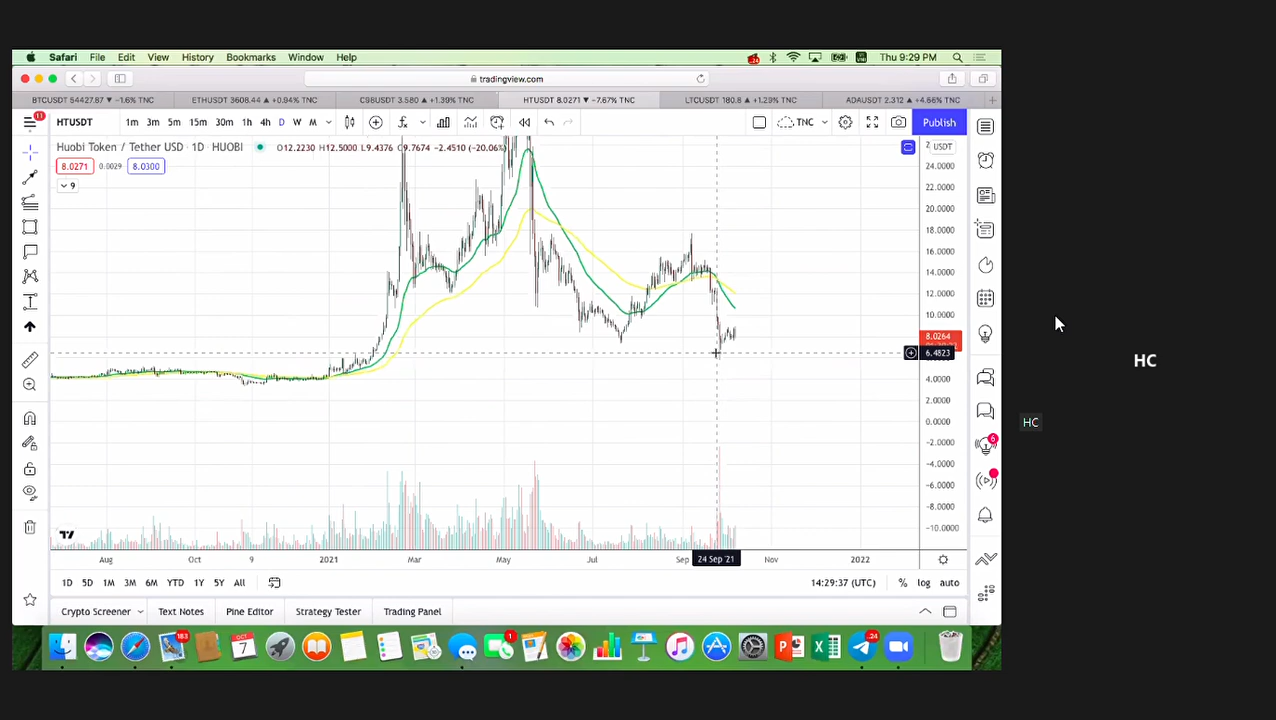 Safari File Edit View History Bookmarks Window Help Thu 9:29 PM
tradingview.com
BTCUSDT 54427.87 ▼ −1.6% TNC ETHUSDT 3608.44 ▲ +0.94% TNC C98USDT 3.580 ▲ +1.39% TNC HTUSDT 8.0271 ▼ −7.67% TNC LTCUSDT 180.8 ▲ +1.29% TNC ADAUSDT 2.312 ▲ +4.66% TNC
11
HTUSDT 1m 3m 5m 15m 30m 1h 4h D W M TNC Publish
Huobi Token / Tether USD · 1D · HUOBI O12.2230 H12.5000 L9.4376 C9.7674 −2.4510 (−20.06%) USDT
8.0271 0.0029 8.0300
9
24.0000
22.0000
20.0000
18.0000
16.0000
14.0000
12.0000
10.0000
8.0264
6.4823
4.0000
2.0000
0.0000
−2.0000
−4.0000
−6.0000
−8.0000
−10.0000
6
HC
HC
Aug Oct 9 2021 Mar May Jul Sep 24 Sep '21 Nov 2022
1D 5D 1M 3M 6M YTD 1Y 5Y All 14:29:37 (UTC) % log auto
Crypto Screener Text Notes Pine Editor Strategy Tester Trading Panel
183 OCT 7 1